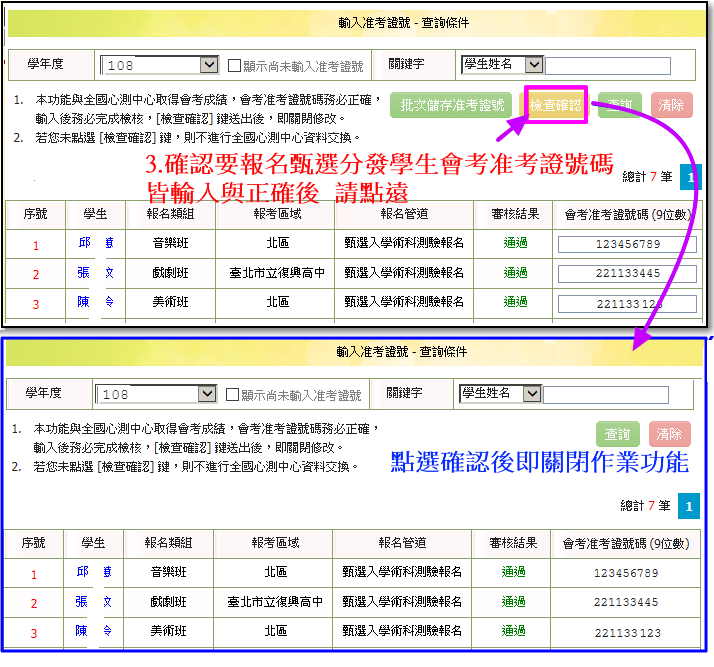 輸入准考證號 - 查詢條件
學年度 108 顯示尚未輸入准考證號 關鍵字 學生姓名
1. 本功能與全國心測中心取得會考成績，會考准考證號碼務必正確，
輸入後務必完成檢核，[檢查確認] 鍵送出後，即關閉修改。
2. 若您未點選 [檢查確認] 鍵，則不進行全國心測中心資料交換。
批次儲存准考證號 檢查確認 查詢 清除
3.確認要報名甄選分發學生會考准考證號碼
皆輸入與正確後 請點遠
總計 7 筆 1
序號 學生 報名類組 報考區域 報名管道 審核結果 會考准考證號碼 (9位數)
1 邱 音樂班 北區 甄選入學術科測驗報名 通過 123456789
2 張 文 戲劇班 臺北市立復興高中 甄選入學術科測驗報名 通過 221133445
3 陳 令 美術班 北區 甄選入學術科測驗報名 通過 221133123
輸入准考證號 - 查詢條件
學年度 108 顯示尚未輸入准考證號 關鍵字 學生姓名
1. 本功能與全國心測中心取得會考成績，會考准考證號碼務必正確，
輸入後務必完成檢核，[檢查確認] 鍵送出後，即關閉修改。
2. 若您未點選 [檢查確認] 鍵，則不進行全國心測中心資料交換。
查詢 清除
點選確認後即關閉作業功能
總計 7 筆 1
序號 學生 報名類組 報考區域 報名管道 審核結果 會考准考證號碼 (9位數)
1 邱 音樂班 北區 甄選入學術科測驗報名 通過 123456789
2 張 文 戲劇班 臺北市立復興高中 甄選入學術科測驗報名 通過 221133445
3 陳 令 美術班 北區 甄選入學術科測驗報名 通過 221133123